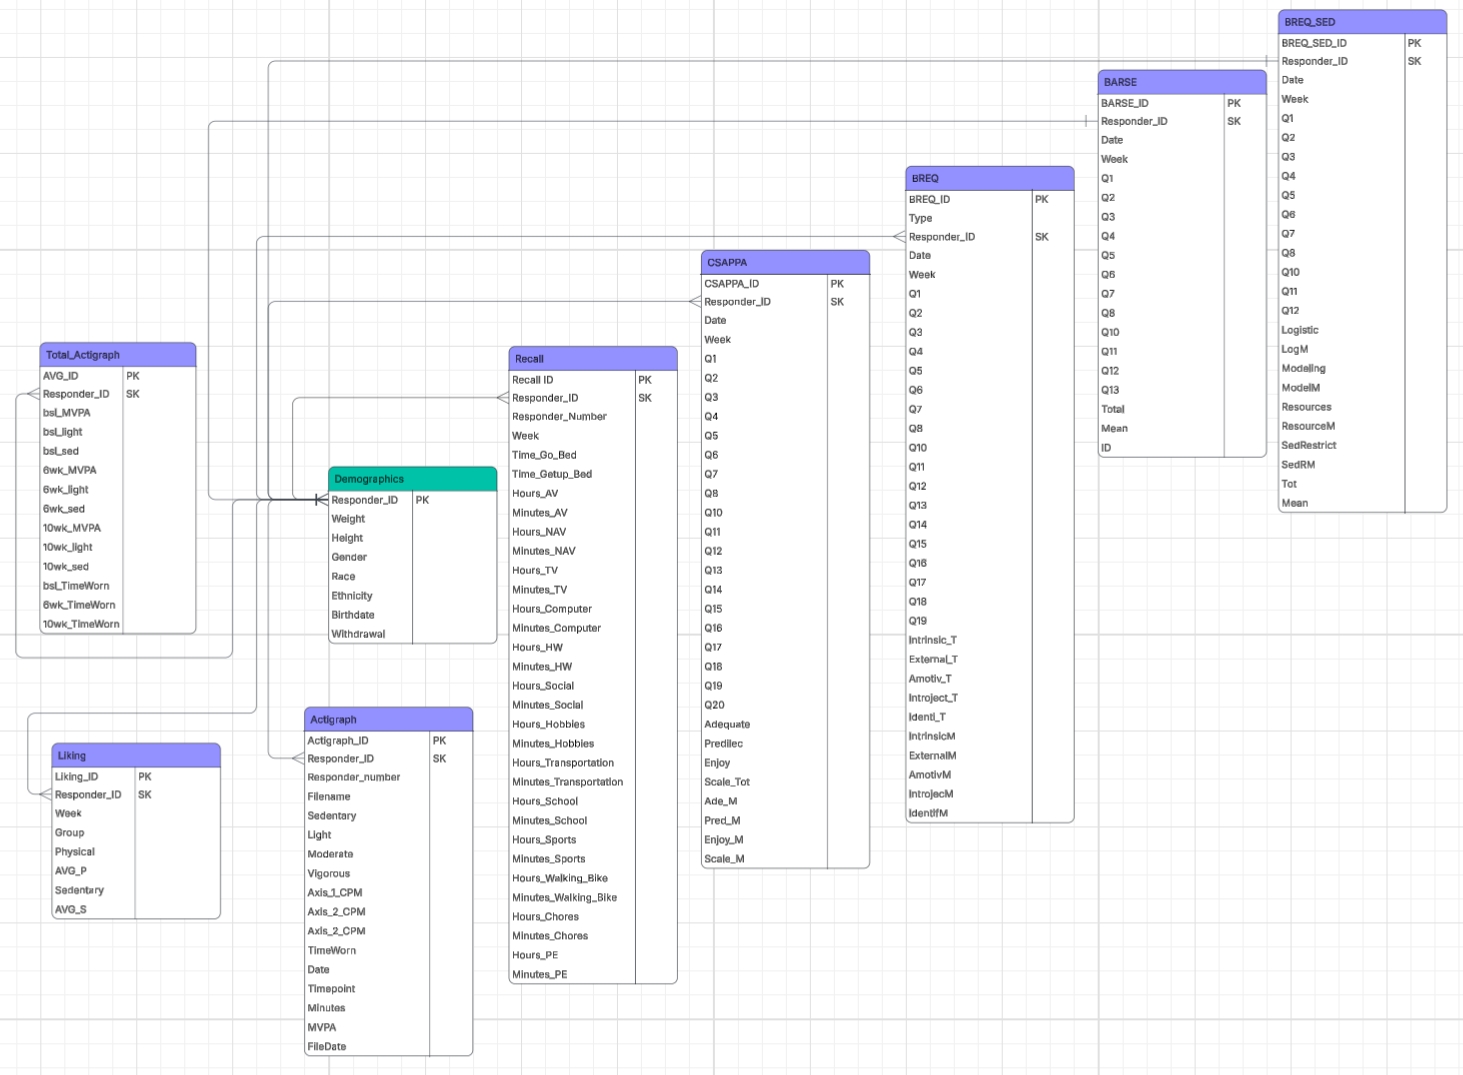 BREQ_SED
BREQ_SED_ID PK
Responder_ID SK
Date
Week
Q1
Q2
Q3
Q4
Q5
Q6
Q7
Q8
Q10
Q11
Q12
Logistic
LogM
Modeling
ModelM
Resources
ResourceM
SedRestrict
SedRM
Tot
Mean
BARSE
BARSE_ID PK
Responder_ID SK
Date
Week
Q1
Q2
Q3
Q4
Q5
Q6
Q7
Q8
Q10
Q11
Q12
Q13
Total
Mean
ID
BREQ
BREQ_ID PK
Type
Responder_ID SK
Date
Week
Q1
Q2
Q3
Q4
Q5
Q6
Q7
Q8
Q10
Q11
Q12
Q13
Q14
Q15
Q16
Q17
Q18
Q19
Intrinsic_T
External_T
Amotiv_T
Introject_T
Identi_T
IntrinsicM
ExternalM
AmotivM
IntrojecM
IdentifM
CSAPPA
CSAPPA_ID PK
Responder_ID SK
Date
Week
Q1
Q2
Q3
Q4
Q5
Q6
Q7
Q8
Q10
Q11
Q12
Q13
Q14
Q15
Q16
Q17
Q18
Q19
Q20
Adequate
Predilec
Enjoy
Scale_Tot
Ade_M
Pred_M
Enjoy_M
Scale_M
Recall
Recall ID PK
Responder_ID SK
Responder_Number
Week
Time_Go_Bed
Time_Getup_Bed
Hours_AV
Minutes_AV
Hours_NAV
Minutes_NAV
Hours_TV
Minutes_TV
Hours_Computer
Minutes_Computer
Hours_HW
Minutes_HW
Hours_Social
Minutes_Social
Hours_Hobbies
Minutes_Hobbies
Hours_Transportation
Minutes_Transportation
Hours_School
Minutes_School
Hours_Sports
Minutes_Sports
Hours_Walking_Bike
Minutes_Walking_Bike
Hours_Chores
Minutes_Chores
Hours_PE
Minutes_PE
Total_Actigraph
AVG_ID PK
Responder_ID SK
bsl_MVPA
bsl_light
bsl_sed
6wk_MVPA
6wk_light
6wk_sed
10wk_MVPA
10wk_light
10wk_sed
bsl_TimeWorn
6wk_TimeWorn
10wk_TimeWorn
Demographics
Responder_ID PK
Weight
Height
Gender
Race
Ethnicity
Birthdate
Withdrawal
Actigraph
Actigraph_ID PK
Responder_ID SK
Responder_number
Filename
Sedentary
Light
Moderate
Vigorous
Axis_1_CPM
Axis_2_CPM
Axis_2_CPM
TimeWorn
Date
Timepoint
Minutes
MVPA
FileDate
Liking
Liking_ID PK
Responder_ID SK
Week
Group
Physical
AVG_P
Sedentary
AVG_S